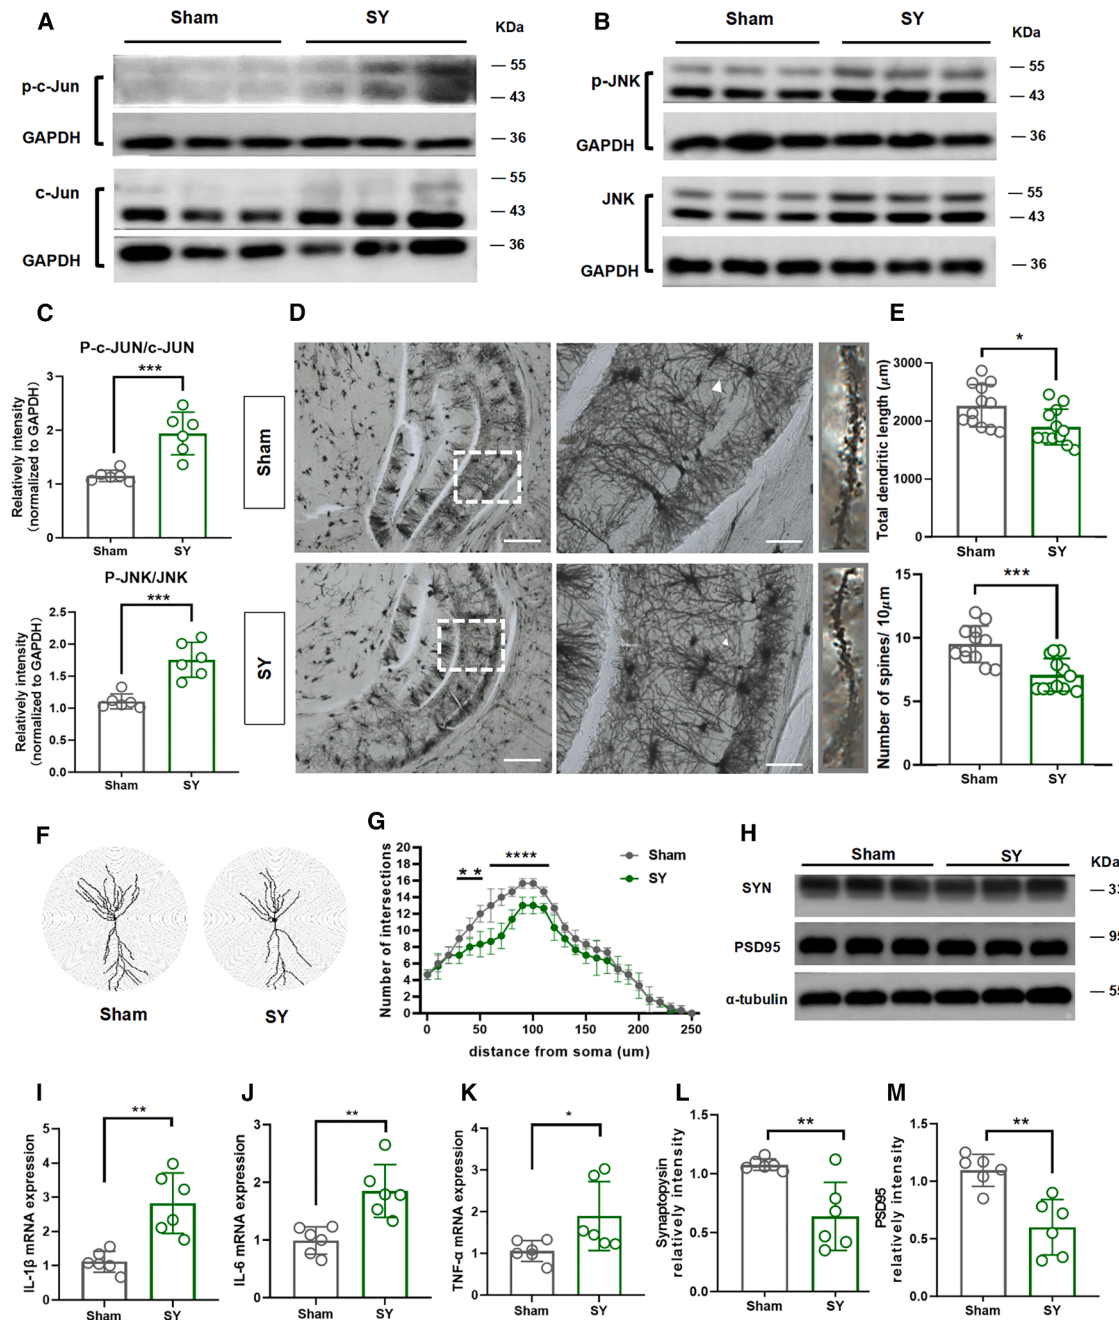 A
Sham
SY
KDa
p-c-Jun
— 55
— 43
GAPDH
— 36
c-Jun
— 55
— 43
GAPDH
— 36
B
Sham
SY
KDa
p-JNK
— 55
— 43
GAPDH
— 36
JNK
— 55
— 43
GAPDH
— 36
C
P-c-JUN/c-JUN
Relatively intensity
(normalized to GAPDH)
3
2
1
0
***
Sham
SY
P-JNK/JNK
Relatively intensity
(normalized to GAPDH)
2.5
2.0
1.5
1.0
0.5
0.0
***
Sham
SY
D
Sham
SY
E
Total dendritic length (μm)
3000
2000
1000
0
*
Sham
SY
Number of spines/ 10μm
15
10
5
0
***
Sham
SY
F
Sham
SY
G
Number of intersections
20
18
16
14
12
10
8
6
4
2
0
**
****
Sham
SY
0
50
100
150
200
250
distance from soma (um)
H
Sham
SY
KDa
SYN
— 33
PSD95
— 95
α-tubulin
— 55
I
IL-1β mRNA expression
5
4
3
2
1
0
**
Sham
SY
J
IL-6 mRNA expression
3
2
1
0
**
Sham
SY
K
TNF-α mRNA expression
4
3
2
1
0
*
Sham
SY
L
Synaptopysin
relatively intensity
1.5
1.0
0.5
0.0
**
Sham
SY
M
PSD95
relatively intensity
1.5
1.0
0.5
0.0
**
Sham
SY